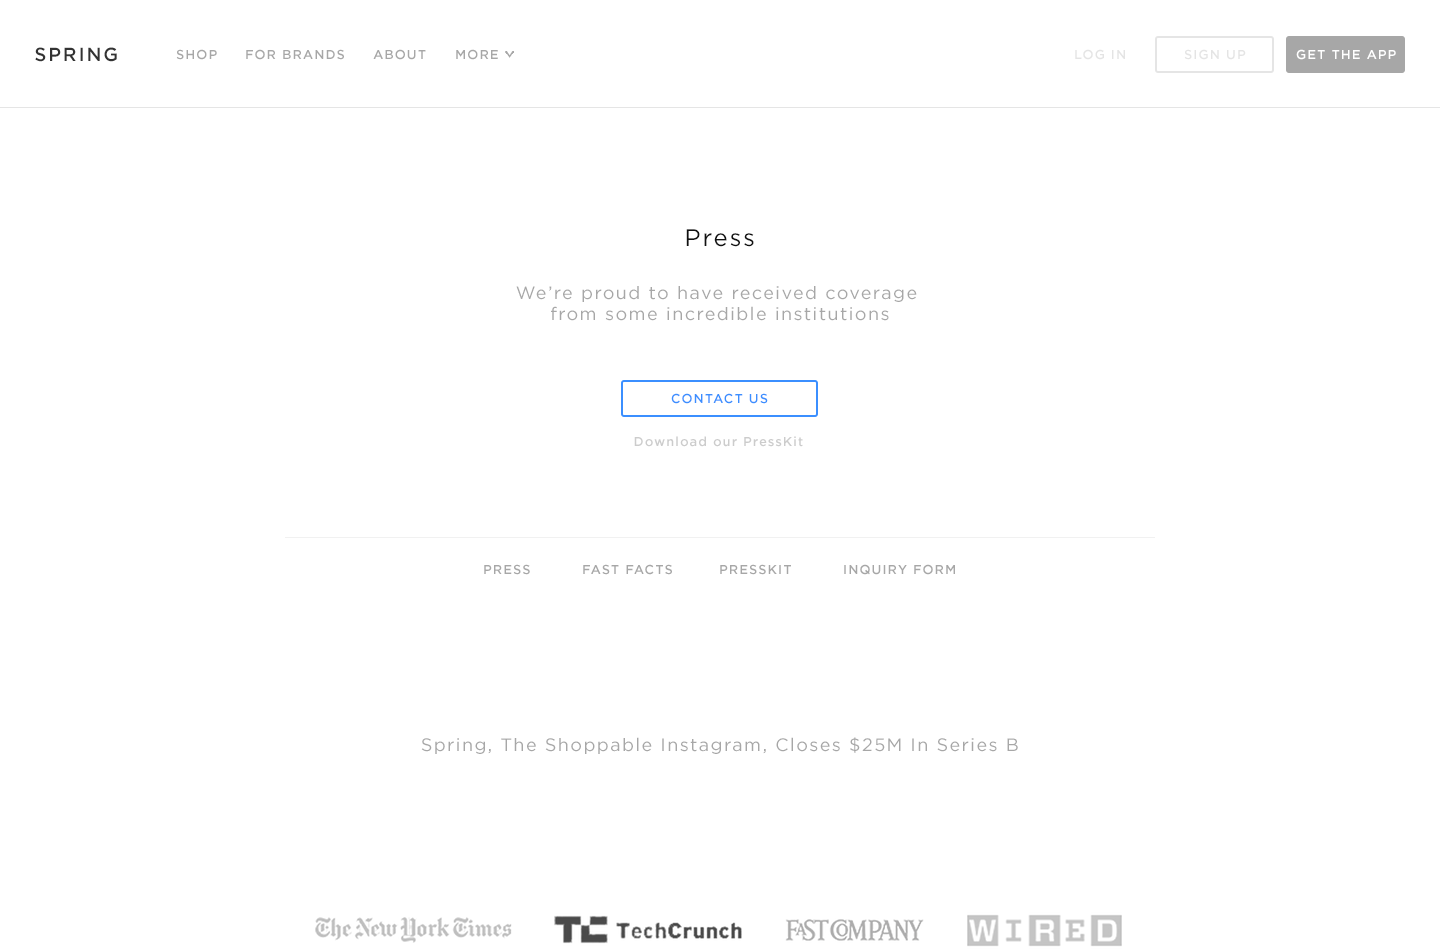 SPRING SHOP FOR BRANDS ABOUT MORE LOG IN SIGN UP GET THE APP
Press
We're proud to have received coverage
from some incredible institutions
CONTACT US
Download our PressKit
PRESS FAST FACTS PRESSKIT INQUIRY FORM
Spring, The Shoppable Instagram, Closes $25M In Series B
The New York Times TC TechCrunch FAST COMPANY WIRED